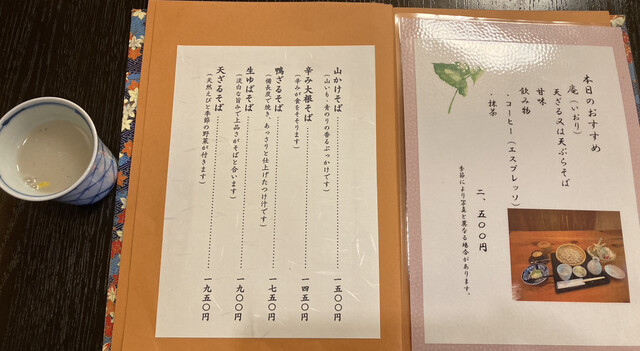 本日のおすすめ
庵(いおり)
天ざる又は天ぷらそば
甘味
飲み物
・コーヒー(エスプレッソ)
・抹茶
二、五〇〇円
季節により写真と異なる場合があります。
山かけそば 一五〇〇円
(山いも・青のりの香るぶっかけです)
辛み大根そば 一四五〇円
(辛みが食をそそります)
鴨ざるそば 一七五〇円
(備長炭で焼き、あっさりと仕上げたつけ汁です)
生ゆばそば 一九〇〇円
(淡白な旨みで上品さがそばと合います)
天ざるそば 一九五〇円
(天然えびと季節の野菜が付きます)